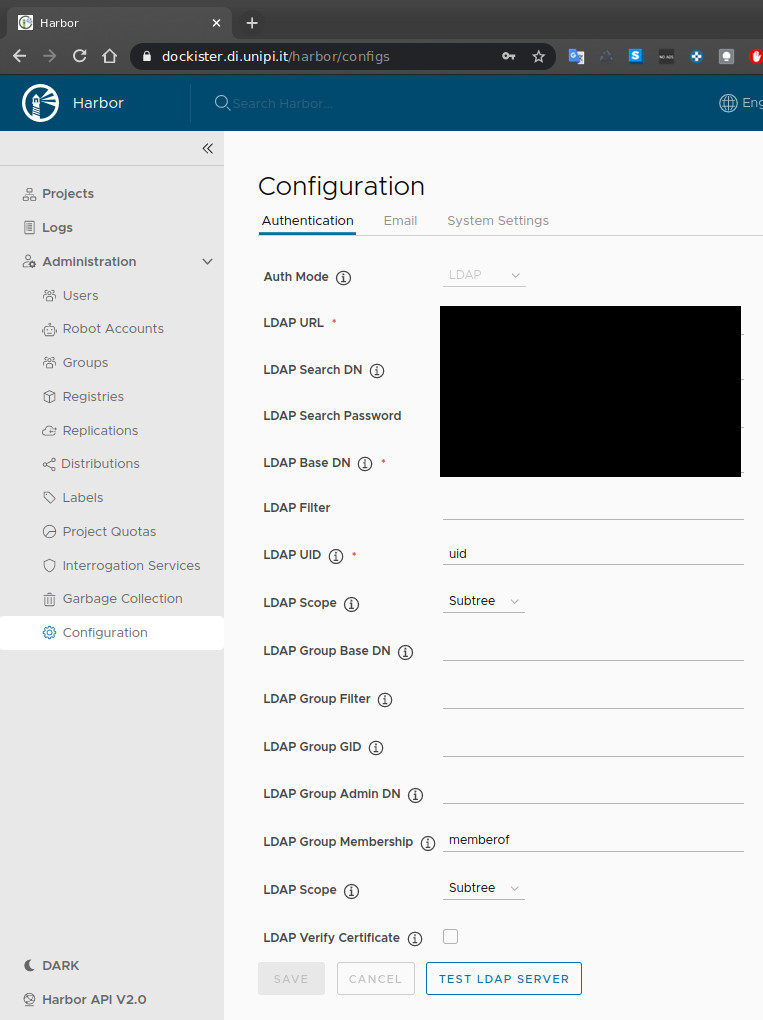 Harbor
dockister.di.unipi.it/harbor/configs
Harbor
Search Harbor...
Configuration
Authentication Email System Settings
Projects
Logs
Administration
Users
Robot Accounts
Groups
Registries
Replications
Distributions
Labels
Project Quotas
Interrogation Services
Garbage Collection
Configuration
DARK
Harbor API V2.0
Auth Mode LDAP
LDAP URL *
LDAP Search DN
LDAP Search Password
LDAP Base DN *
LDAP Filter
LDAP UID * uid
LDAP Scope Subtree
LDAP Group Base DN
LDAP Group Filter
LDAP Group GID
LDAP Group Admin DN
LDAP Group Membership memberof
LDAP Scope Subtree
LDAP Verify Certificate
SAVE CANCEL TEST LDAP SERVER